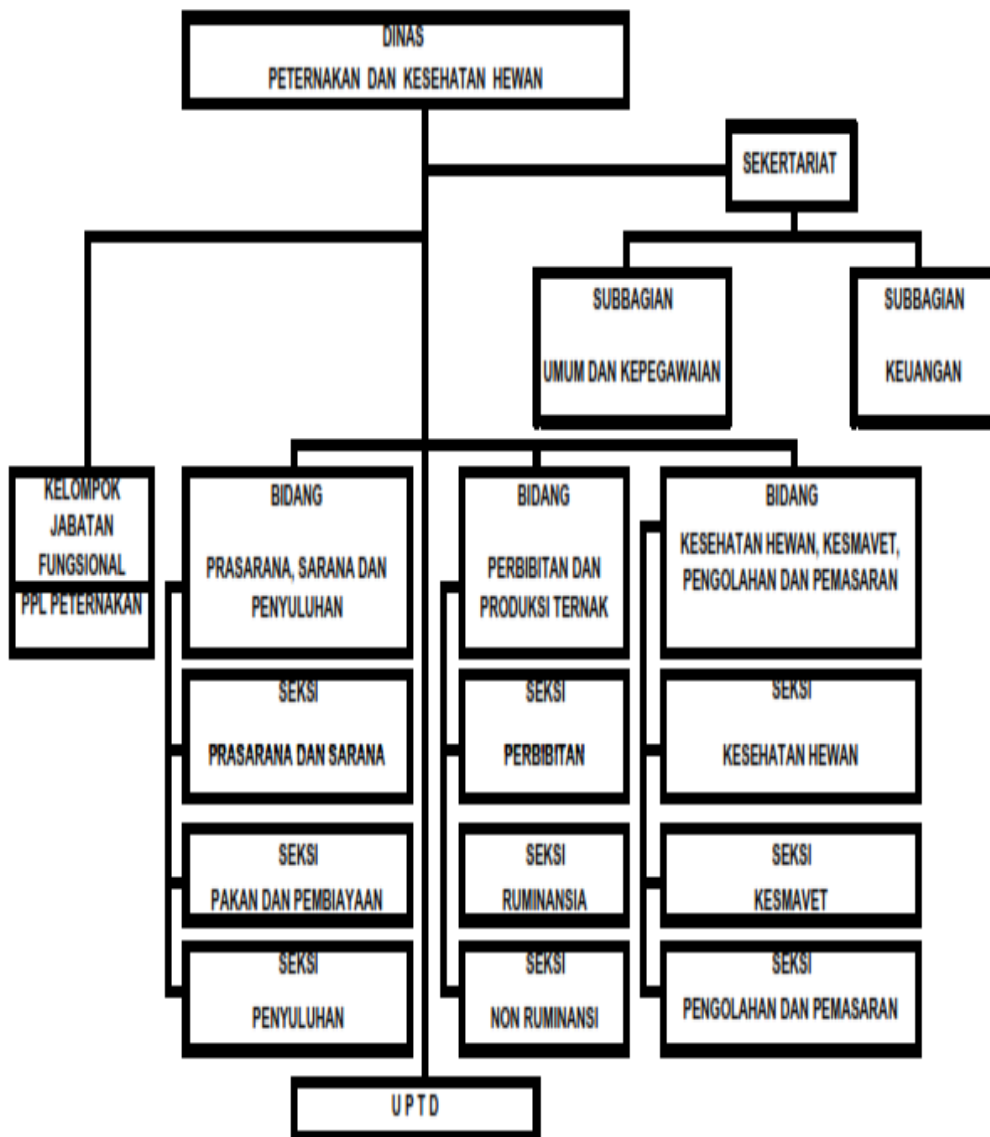 DINAS
PETERNAKAN DAN KESEHATAN HEWAN
SEKERTARIAT
SUBBAGIAN
UMUM DAN KEPEGAWAIAN
SUBBAGIAN
KEUANGAN
KELOMPOK
JABATAN
FUNGSIONAL
PPL PETERNAKAN
BIDANG
PRASARANA, SARANA DAN
PENYULUHAN
SEKSI
PRASARANA DAN SARANA
SEKSI
PAKAN DAN PEMBIAYAAN
SEKSI
PENYULUHAN
BIDANG
PERBIBITAN DAN
PRODUKSI TERNAK
SEKSI
PERBIBITAN
SEKSI
RUMINANSIA
SEKSI
NON RUMINANSI
BIDANG
KESEHATAN HEWAN, KESMAVET,
PENGOLAHAN DAN PEMASARAN
SEKSI
KESEHATAN HEWAN
SEKSI
KESMAVET
SEKSI
PENGOLAHAN DAN PEMASARAN
U P T D